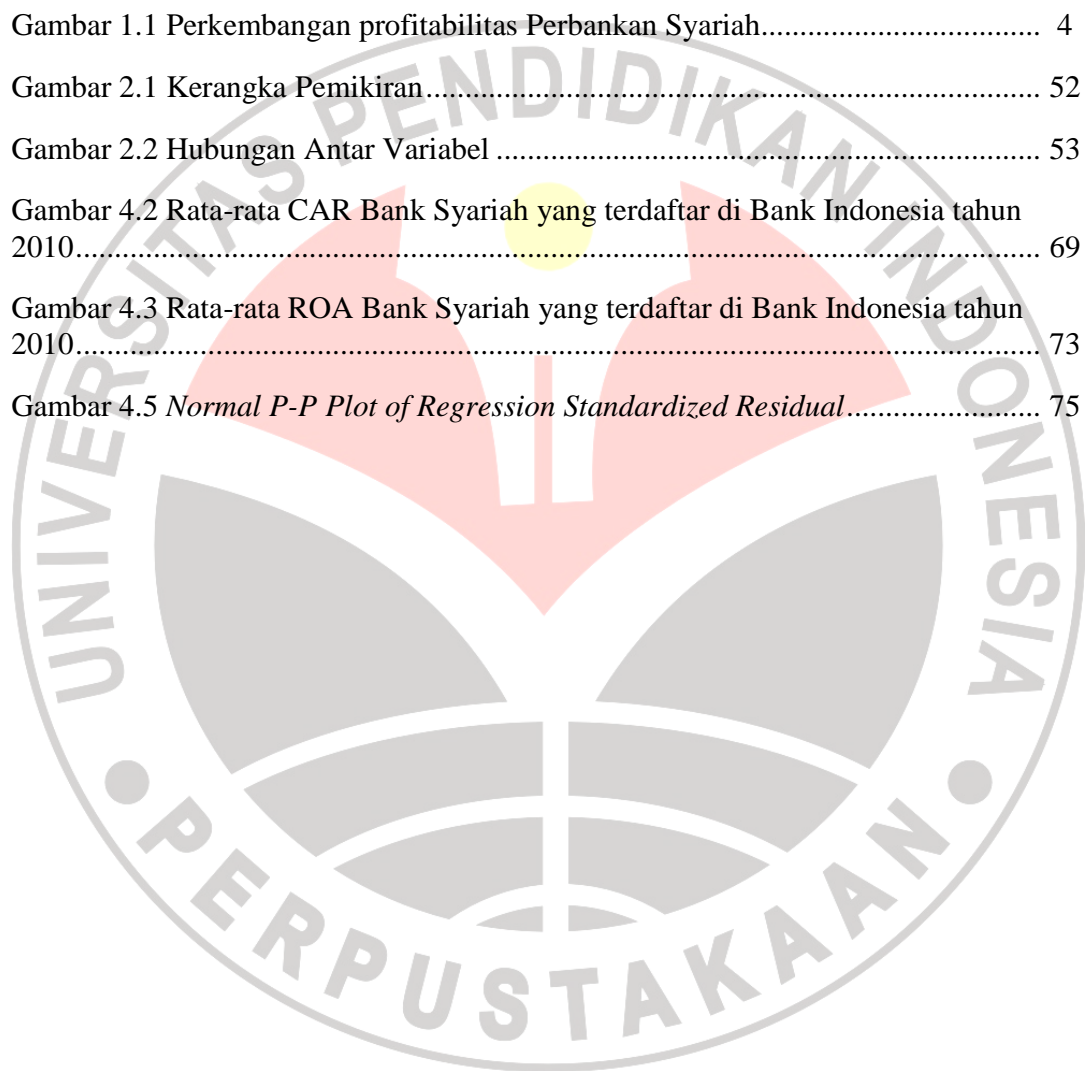 Gambar 1.1 Perkembangan profitabilitas Perbankan Syariah.................................. 4
Gambar 2.1 Kerangka Pemikiran........................................................................... 52
Gambar 2.2 Hubungan Antar Variabel .................................................................. 53
Gambar 4.2 Rata-rata CAR Bank Syariah yang terdaftar di Bank Indonesia tahun
2010...................................................................................................................... 69
Gambar 4.3 Rata-rata ROA Bank Syariah yang terdaftar di Bank Indonesia tahun
2010...................................................................................................................... 73
Gambar 4.5 Normal P-P Plot of Regression Standardized Residual........................ 75
UNIVERSITAS PENDIDIKAN INDONESIA
PERPUSTAKAAN